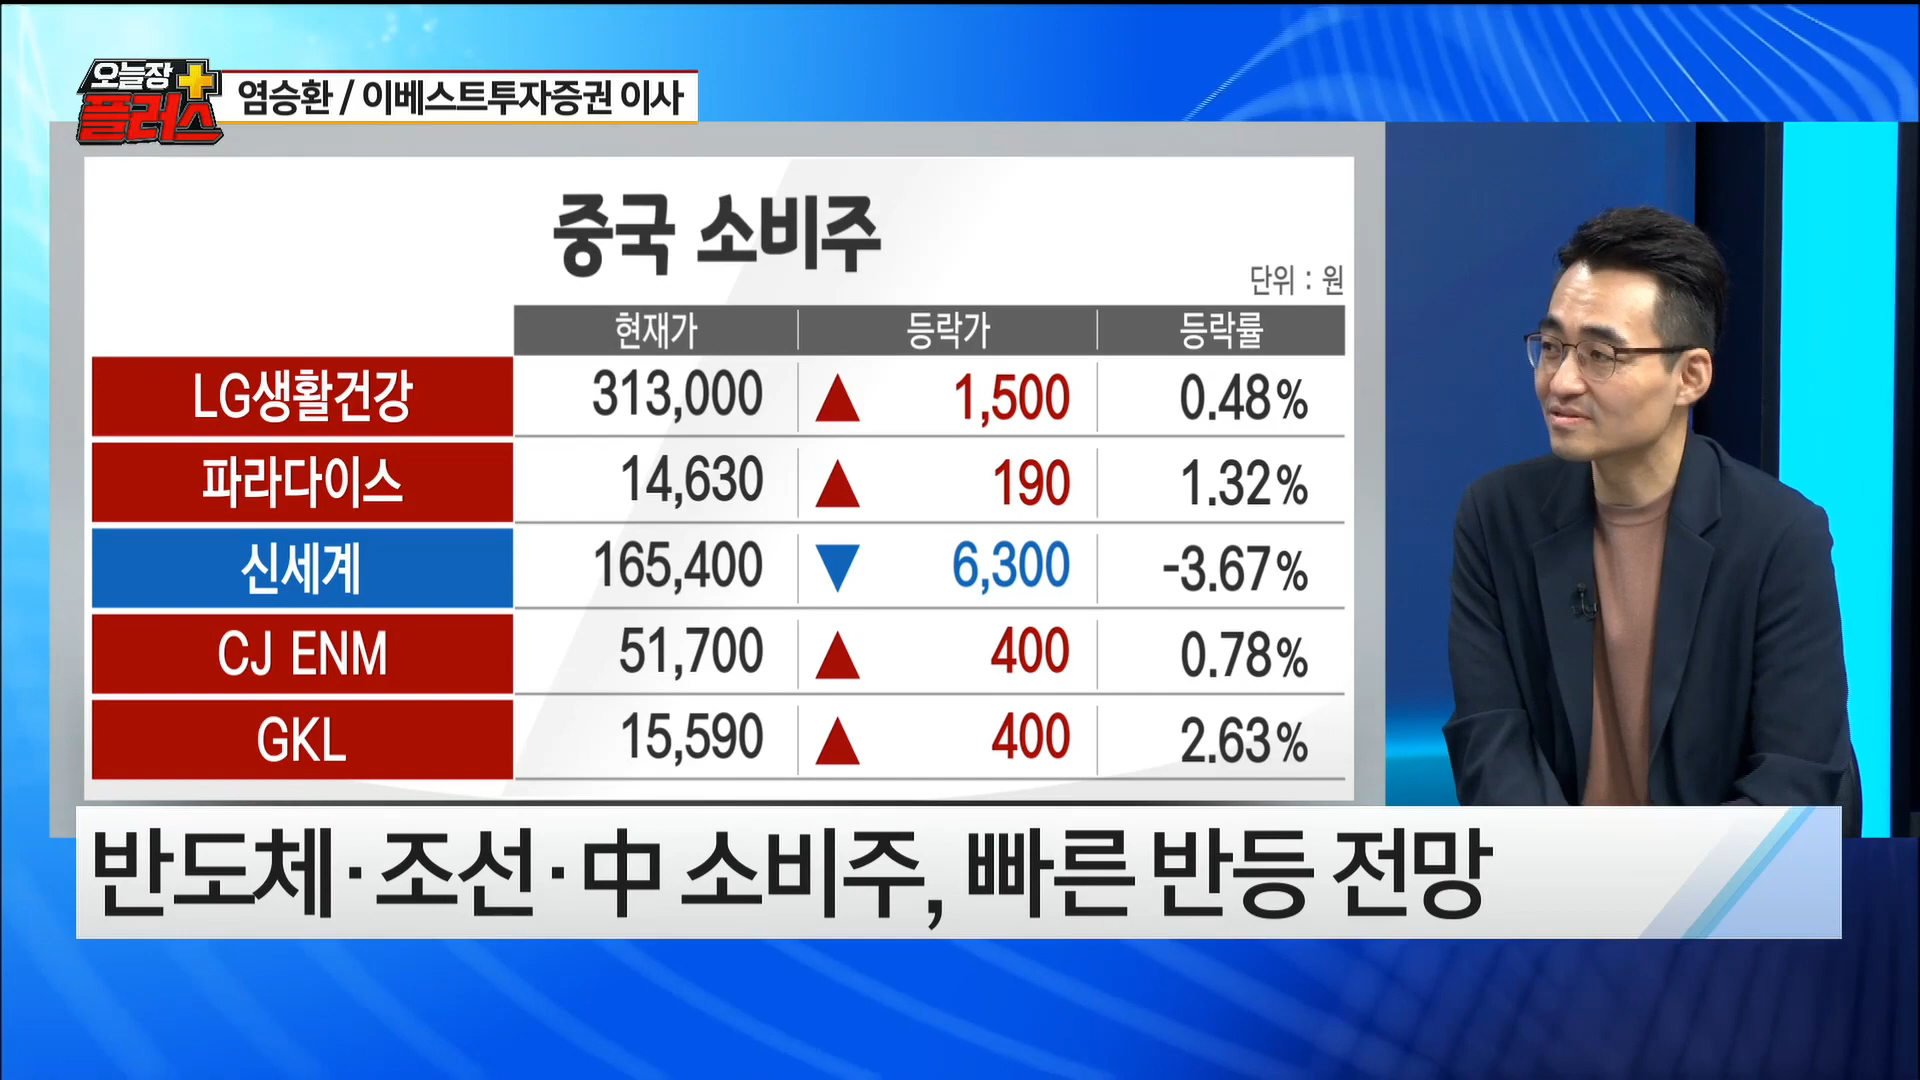 오늘장
플러스
염승환 / 이베스트투자증권 이사
중국 소비주
단위 : 원
현재가 등락가 등락률
LG생활건강 313,000 ▲ 1,500 0.48%
파라다이스 14,630 ▲ 190 1.32%
신세계 165,400 ▼ 6,300 -3.67%
CJ ENM 51,700 ▲ 400 0.78%
GKL 15,590 ▲ 400 2.63%
반도체·조선·中 소비주, 빠른 반등 전망